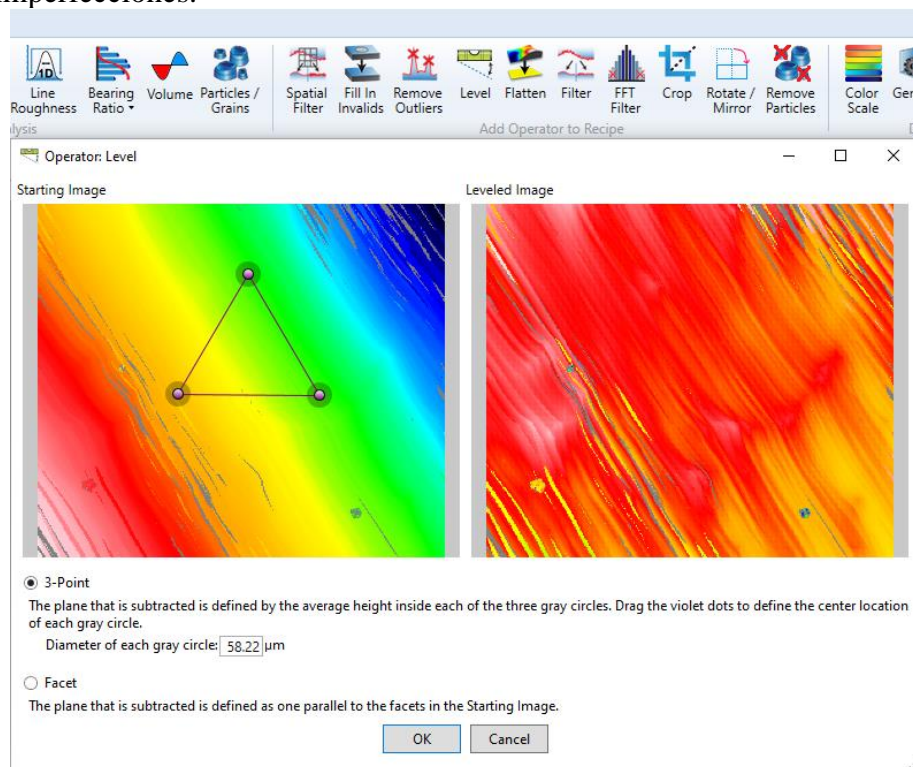 1D
Line Roughness
Bearing Ratio
Volume
Particles / Grains
Spatial Filter
Fill In Invalids
Remove Outliers
Level
Flatten
Filter
FFT Filter
Crop
Rotate / Mirror
Remove Particles
Color Scale
Add Operator to Recipe
Operator: Level
Starting Image
Leveled Image
3-Point
The plane that is subtracted is defined by the average height inside each of the three gray circles. Drag the violet dots to define the center location
of each gray circle.
Diameter of each gray circle: 58.22 µm
Facet
The plane that is subtracted is defined as one parallel to the facets in the Starting Image.
OK
Cancel